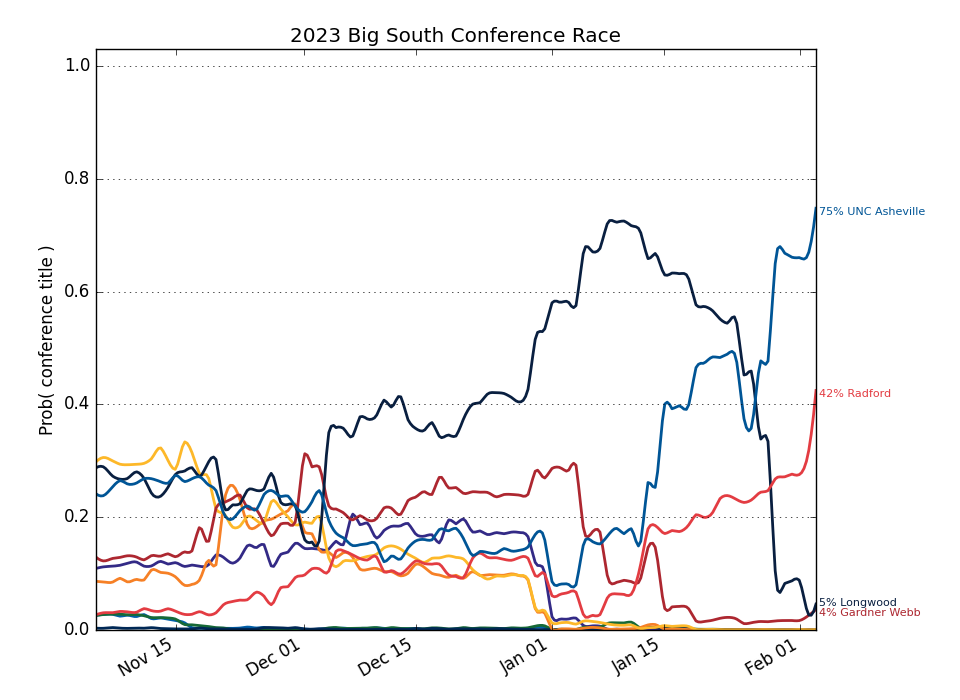 2023 Big South Conference Race
Prob( conference title )
1.0
0.8
0.6
0.4
0.2
0.0
75% UNC Asheville
42% Radford
5% Longwood
4% Gardner Webb
Nov 15
Dec 01
Dec 15
Jan 01
Jan 15
Feb 01